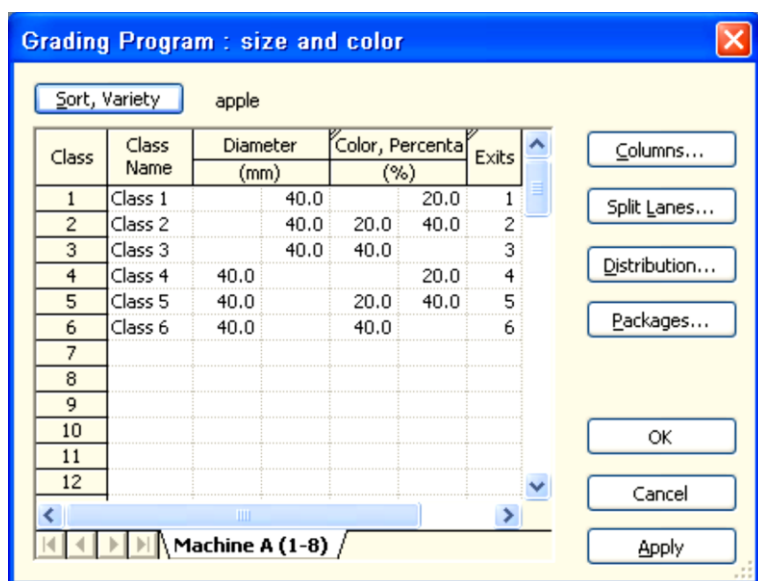 Grading Program : size and color
Sort, Variety apple
Class Class Name Diameter (mm) Color, Percenta (%) Exits
1 Class 1 40.0 20.0 1
2 Class 2 40.0 20.0 40.0 2
3 Class 3 40.0 40.0 3
4 Class 4 40.0 20.0 4
5 Class 5 40.0 20.0 40.0 5
6 Class 6 40.0 40.0 6
7
8
9
10
11
12
Machine A (1-8)
Columns...
Split Lanes...
Distribution...
Packages...
OK
Cancel
Apply